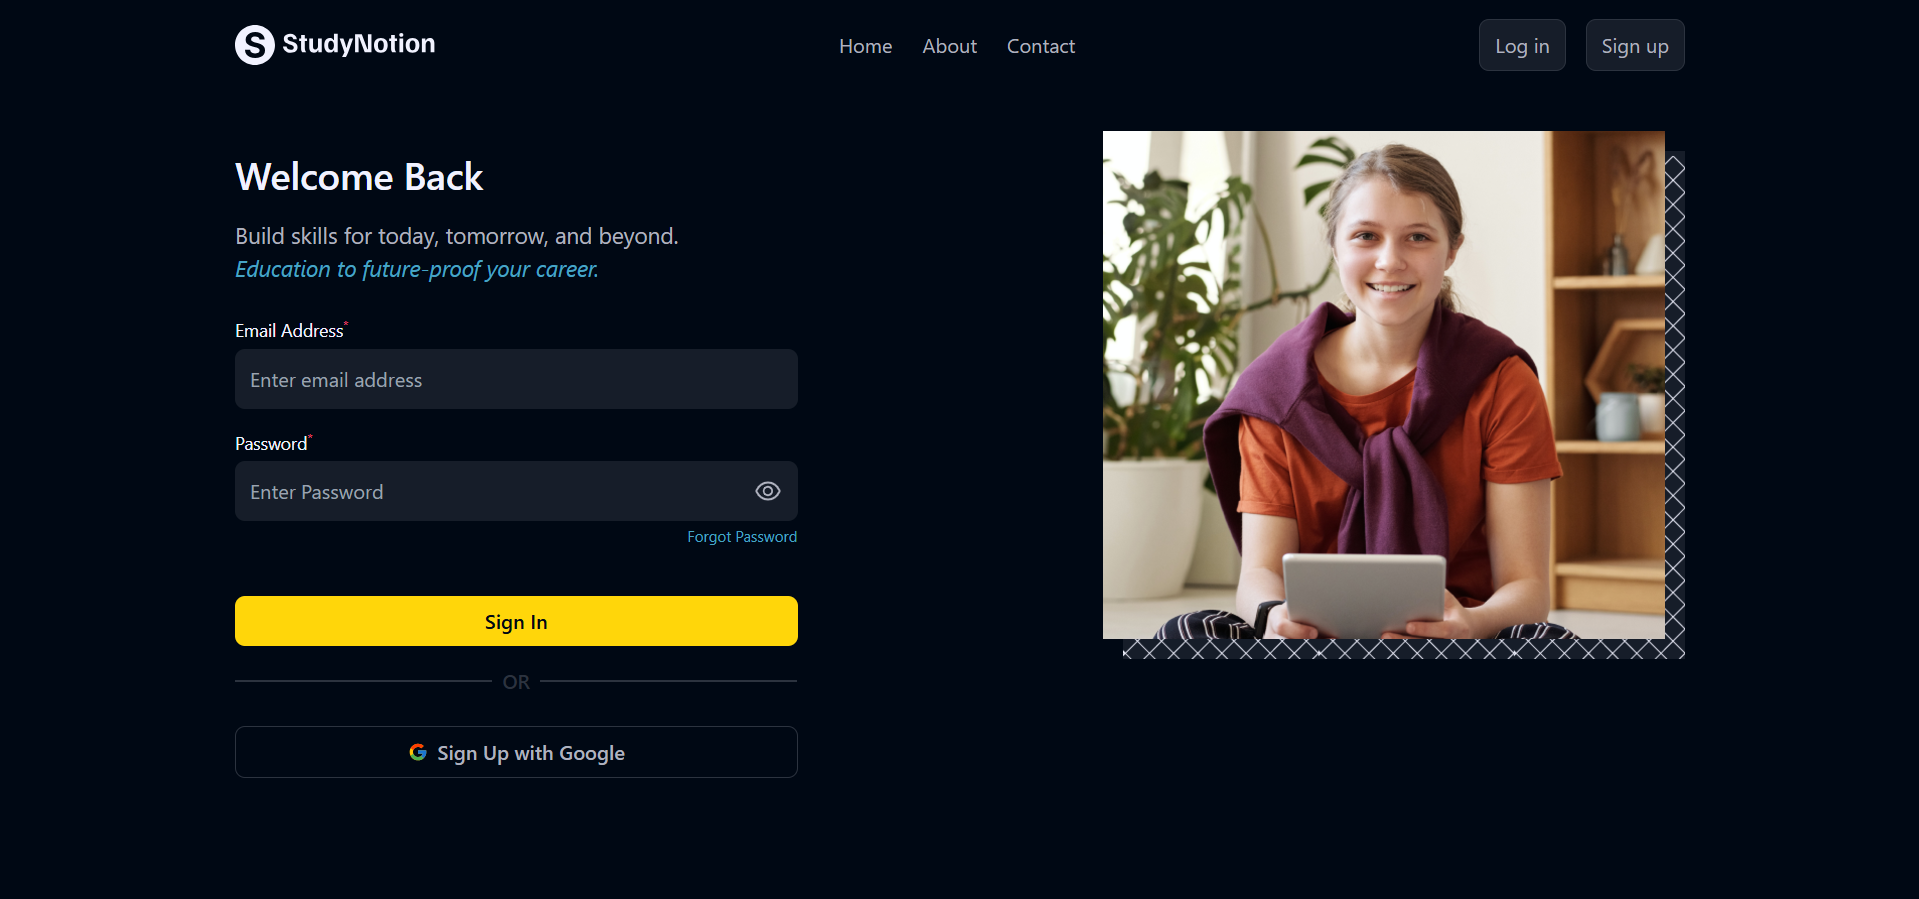 S StudyNotion
Home About Contact
Log in Sign up
Welcome Back
Build skills for today, tomorrow, and beyond.
Education to future-proof your career.
Email Address*
Enter email address
Password*
Enter Password
Forgot Password
Sign In
OR
Sign Up with Google